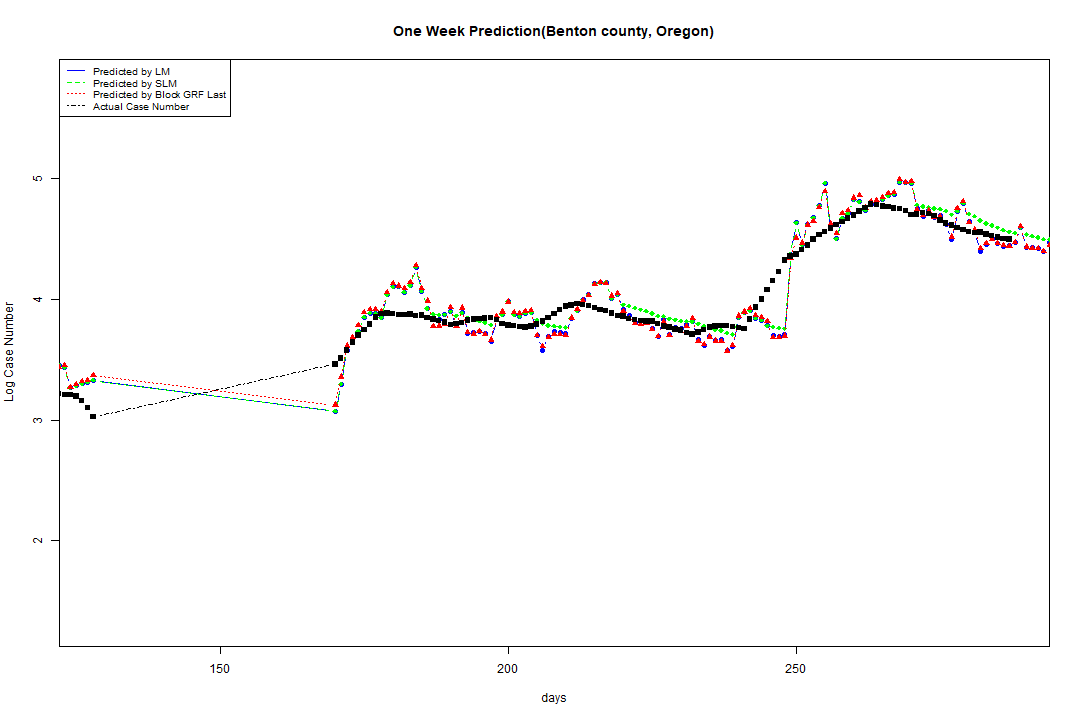 One Week Prediction(Benton county, Oregon)
Predicted by LM
Predicted by SLM
Predicted by Block GRF Last
Actual Case Number
Log Case Number
5
4
3
2
150 200 250
days